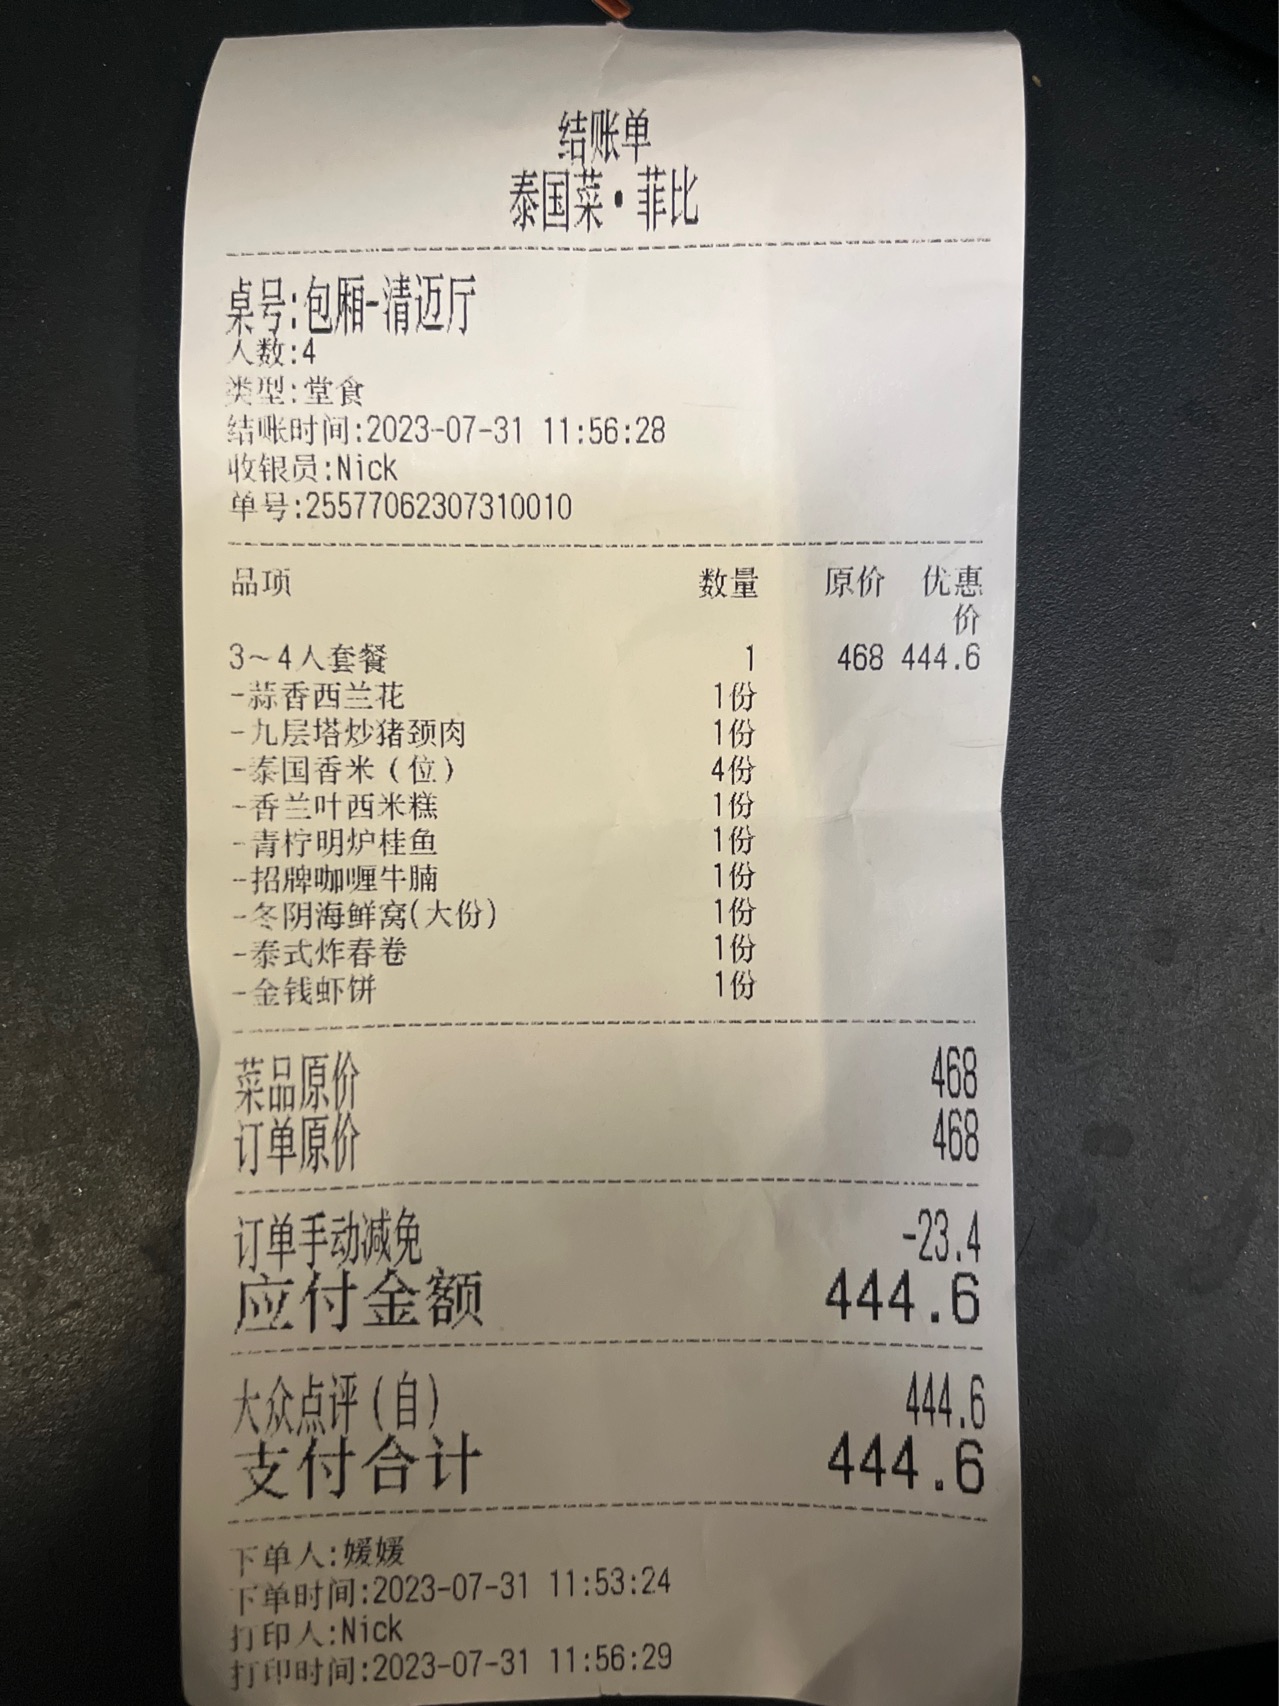 结账单
泰国菜·菲比
桌号:包厢-清迈厅
人数:4
类型:堂食
结账时间:2023-07-31 11:56:28
收银员:Nick
单号:25577062307310010
品项 数量 原价 优惠价
3~4人套餐 1 468 444.6
-蒜香西兰花 1份
-九层塔炒猪颈肉 1份
-泰国香米(位) 4份
-香兰叶西米糕 1份
-青柠明炉桂鱼 1份
-招牌咖喱牛腩 1份
-冬阴海鲜窝(大份) 1份
-泰式炸春卷 1份
-金钱虾饼 1份
菜品原价 468
订单原价 468
订单手动减免 -23.4
应付金额 444.6
大众点评(自) 444.6
支付合计 444.6
下单人:媛媛
下单时间:2023-07-31 11:53:24
打印人:Nick
打印时间:2023-07-31 11:56:29